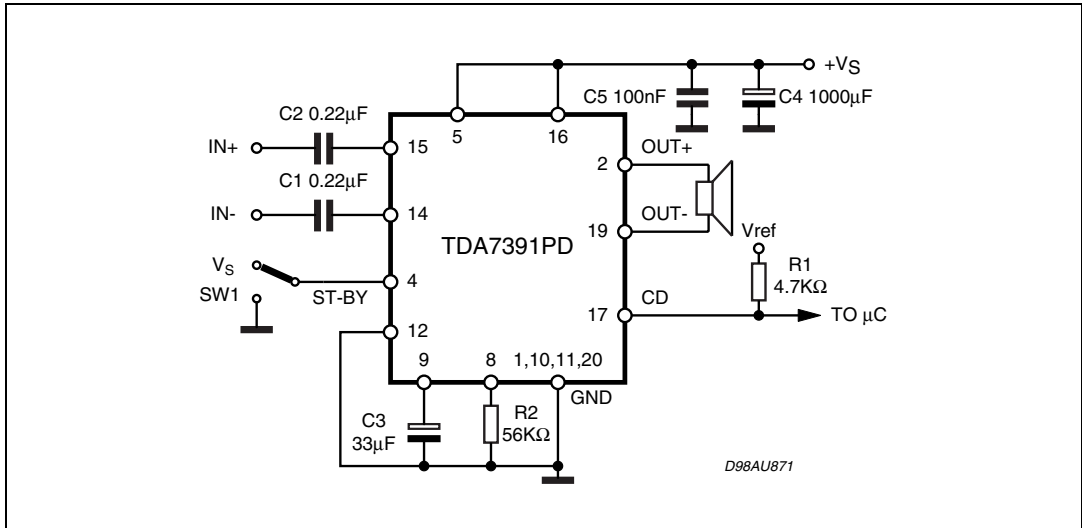 +VS
C5 100nF
C4 1000μF
C2 0.22μF
5
16
IN+
15
OUT+
2
C1 0.22μF
IN-
14
OUT-
19
Vref
TDA7391PD
VS
4
R1
4.7KΩ
SW1
ST-BY
CD
17
TO μC
12
9
8
1,10,11,20
GND
C3
33μF
R2
56KΩ
D98AU871